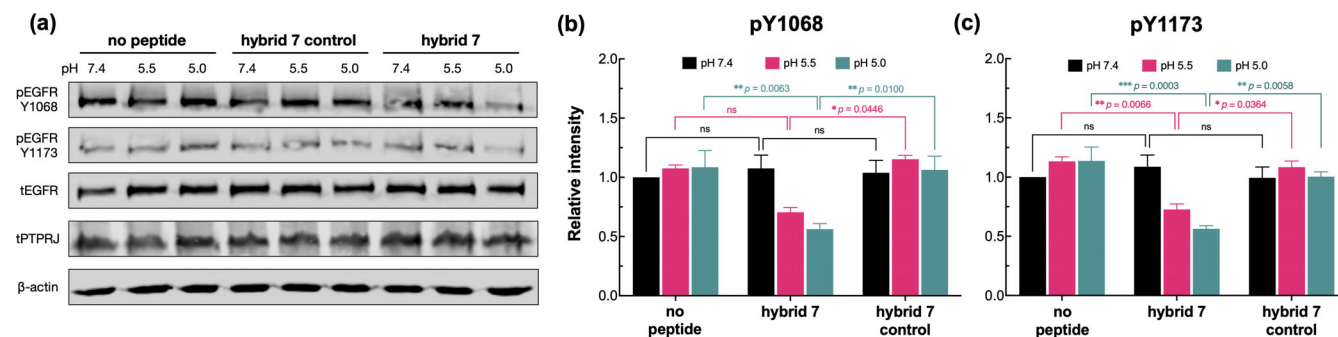 (a)
no peptide hybrid 7 control hybrid 7
pH 7.4 5.5 5.0 7.4 5.5 5.0 7.4 5.5 5.0
pEGFR
Y1068
pEGFR
Y1173
tEGFR
tPTPRJ
β-actin
(b) pY1068
pH 7.4 pH 5.5 pH 5.0
** p = 0.0063 ** p = 0.0100
ns * p = 0.0446
ns ns
Relative intensity
2.0
1.5
1.0
0.5
0.0
no
peptide
hybrid 7
hybrid 7
control
(c) pY1173
pH 7.4 pH 5.5 pH 5.0
*** p = 0.0003 ** p = 0.0058
** p = 0.0066 * p = 0.0364
ns ns
2.0
1.5
1.0
0.5
0.0
no
peptide
hybrid 7
hybrid 7
control